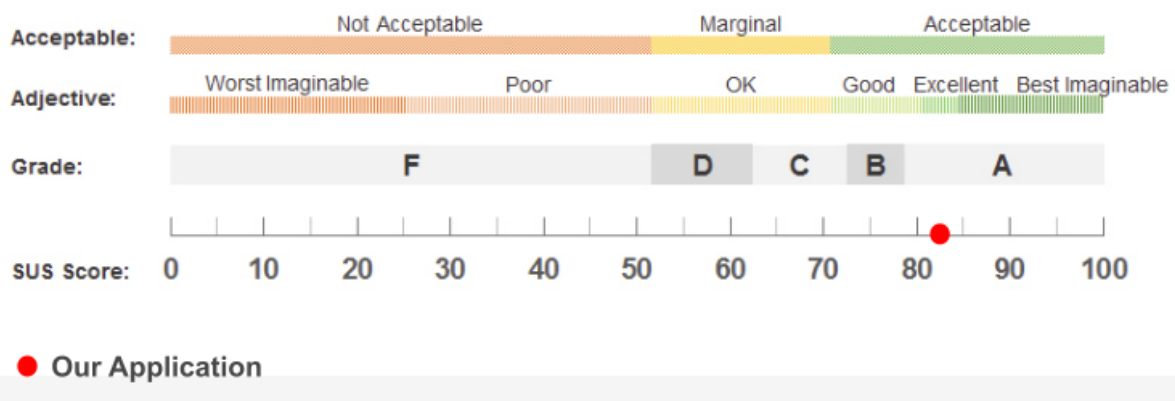 Not Acceptable Marginal Acceptable
Acceptable:
Worst Imaginable Poor OK Good Excellent Best Imaginable
Adjective:
Grade: F D C B A
SUS Score: 0 10 20 30 40 50 60 70 80 90 100
Our Application